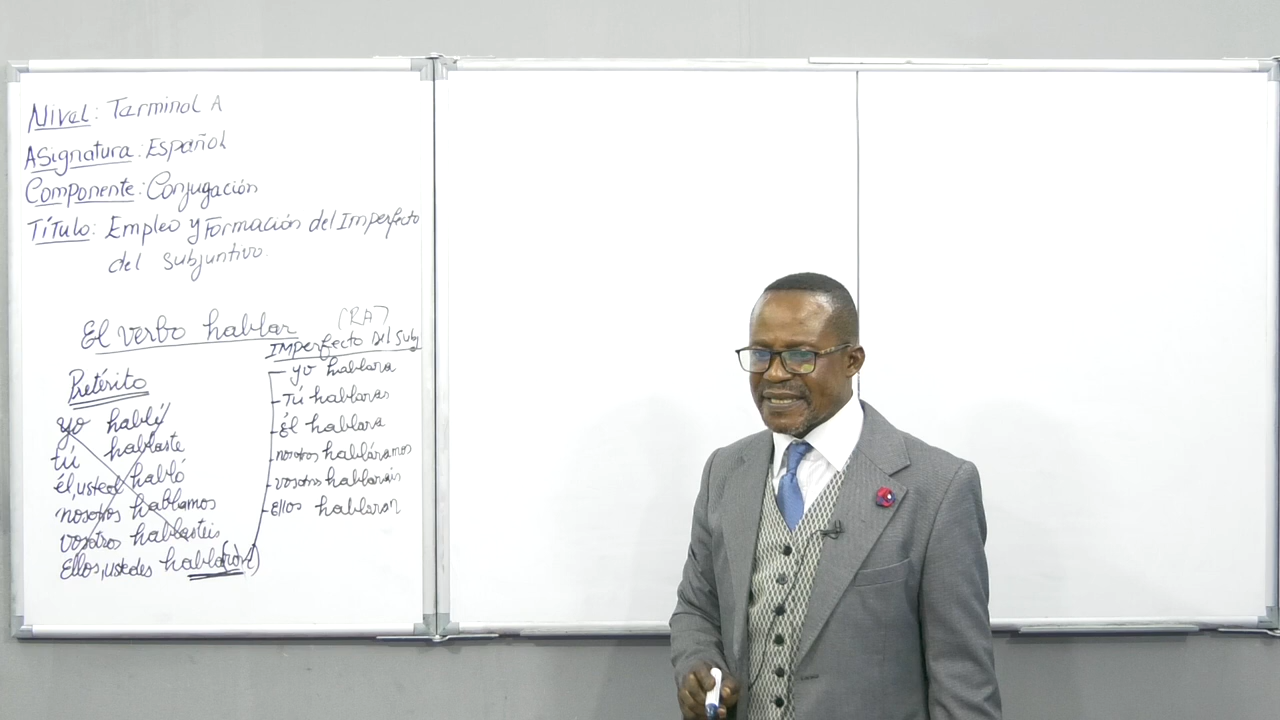 Nivel: Terminal A
Asignatura: Español
Componente: Conjugación
Título: Empleo y Formación del Imperfecto
del subjuntivo.
El verbo hablar
(RA)
Imperfecto del Subj
Pretérito
yo hablé
tú hablaste
él, usted habló
nosotros hablamos
vosotros hablasteis
Ellos, ustedes hablaron
yo hablara
Tú hablaras
Él hablara
nosotros habláramos
vosotros hablarais
Ellos hablaran